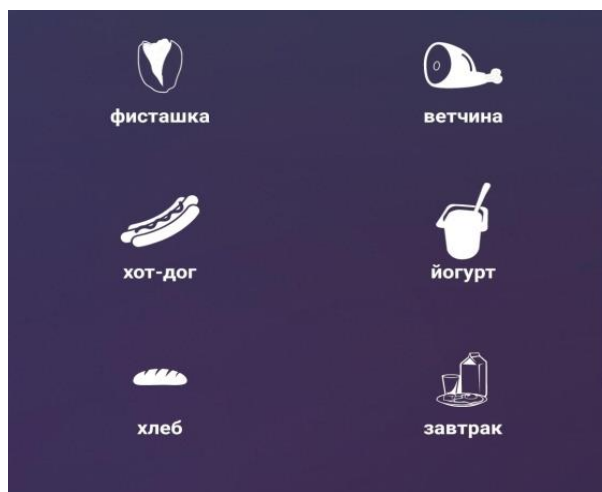 фисташка
ветчина
хот-дог
йогурт
хлеб
завтрак